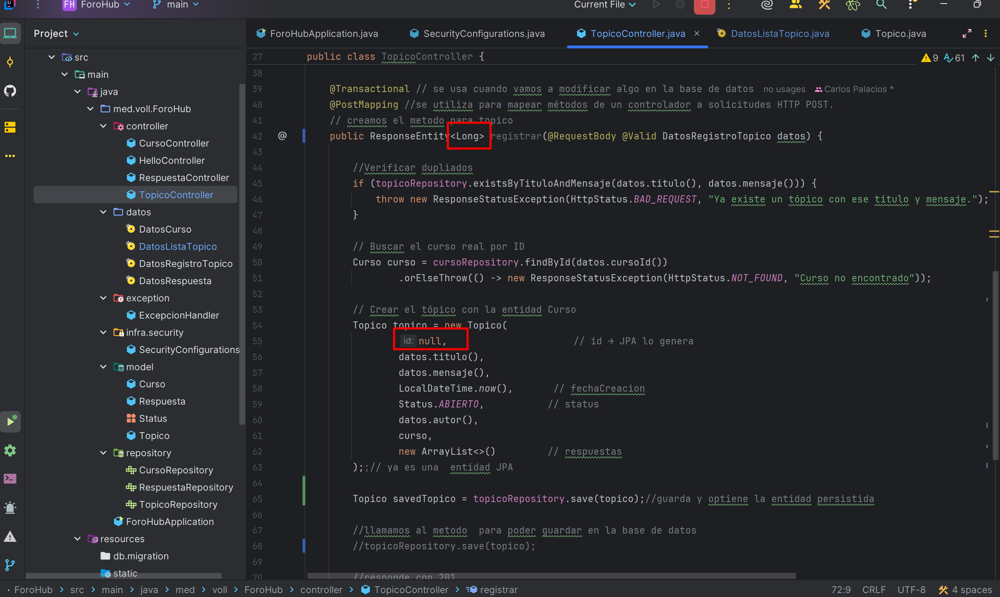 FH ForoHub main Current File
Project
src
main
java
med.voll.ForoHub
controller
CursoController
HelloController
RespuestaController
TopicoController
datos
DatosCurso
DatosListaTopico
DatosRegistroTopico
DatosRespuesta
exception
ExcepcionHandler
infra.security
SecurityConfigurations
model
Curso
Respuesta
Status
Topico
repository
CursoRepository
RespuestaRepository
TopicoRepository
ForoHubApplication
resources
db.migration
static
ForoHubApplication.java SecurityConfigurations.java TopicoController.java DatosListaTopico.java Topico.java
27 public class TopicoController { 9 61
38
39 @Transactional // se usa cuando vamos a modificar algo en la base de datos no usages Carlos Palacios *
40 @PostMapping //se utiliza para mapear métodos de un controlador a solicitudes HTTP POST.
41 // creamos el metodo para topico
42 @ public ResponseEntity<Long> registrar(@RequestBody @Valid DatosRegistroTopico datos) {
43
44 //Verificar dupliados
45 if (topicoRepository.existsByTituloAndMensaje(datos.titulo(), datos.mensaje())) {
46 throw new ResponseStatusException(HttpStatus.BAD_REQUEST, "Ya existe un tópico con ese título y mensaje.");
47 }
48
49 // Buscar el curso real por ID
50 Curso curso = cursoRepository.findById(datos.cursoId())
51 .orElseThrow(() -> new ResponseStatusException(HttpStatus.NOT_FOUND, "Curso no encontrado"));
52
53 // Crear el tópico con la entidad Curso
54 Topico topico = new Topico(
55 id: null, // id → JPA lo genera
56 datos.titulo(),
57 datos.mensaje(),
58 LocalDateTime.now(), // fechaCreacion
59 Status.ABIERTO, // status
60 datos.autor(),
61 curso,
62 new ArrayList<>() // respuestas
63 );;// ya es una entidad JPA
64
65 Topico savedTopico = topicoRepository.save(topico);//guarda y optiene la entidad persistida
66
67 //llamamos al metodo para poder guardar en la base de datos
68 //topicoRepository.save(topico);
69
70 //responde con 201
ForoHub > src > main > java > med > voll > ForoHub > controller > TopicoController > registrar 72:9 CRLF UTF-8 4 spaces